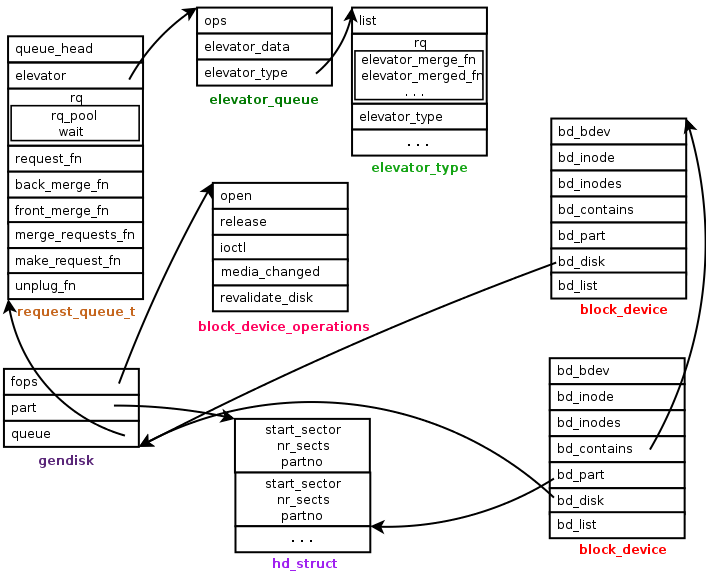 queue_head
elevator
rq
rq_pool
wait
request_fn
back_merge_fn
front_merge_fn
merge_requests_fn
make_request_fn
unplug_fn
request_queue_t
ops
elevator_data
elevator_type
elevator_queue
list
rq
elevator_merge_fn
elevator_merged_fn
. . .
elevator_type
. . .
elevator_type
open
release
ioctl
media_changed
revalidate_disk
block_device_operations
bd_bdev
bd_inode
bd_inodes
bd_contains
bd_part
bd_disk
bd_list
block_device
fops
part
queue
gendisk
start_sector
nr_sects
partno
start_sector
nr_sects
partno
. . .
hd_struct
bd_bdev
bd_inode
bd_inodes
bd_contains
bd_part
bd_disk
bd_list
block_device